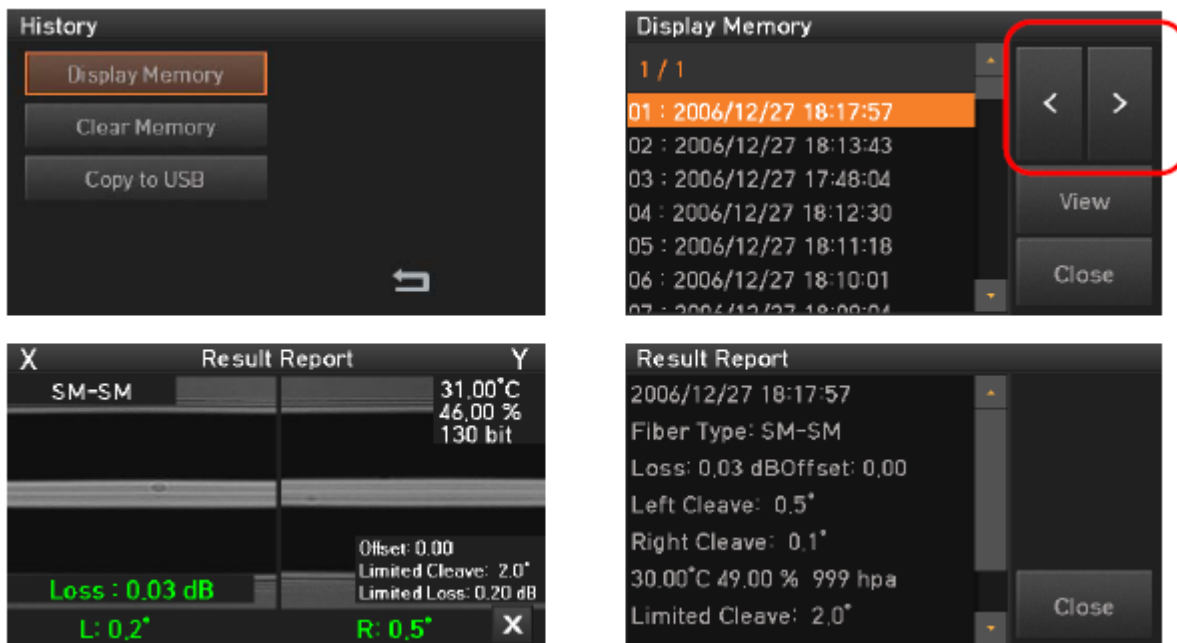 History
Display Memory
Clear Memory
Copy to USB
Display Memory
1 / 1
01 : 2006/12/27 18:17:57
02 : 2006/12/27 18:13:43
03 : 2006/12/27 17:48:04
04 : 2006/12/27 18:12:30
05 : 2006/12/27 18:11:18
06 : 2006/12/27 18:10:01
< >
View
Close
X Result Report Y
SM-SM
31,00°C
46,00 %
130 bit
Offset: 0.00
Limited Cleave: 2.0°
Limited Loss: 0.20 dB
Loss : 0.03 dB
L: 0,2° R: 0,5° X
Result Report
2006/12/27 18:17:57
Fiber Type: SM-SM
Loss: 0,03 dBOffset: 0,00
Left Cleave: 0,5°
Right Cleave: 0,1°
30,00°C 49,00 % 999 hpa
Limited Cleave: 2,0°
Close